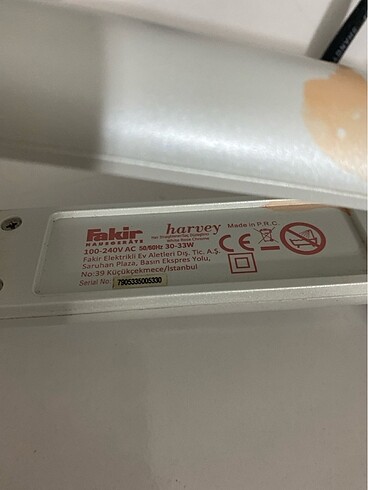 Fakir
HAUSGERÄTE
harvey
Made in P.R.C.
100-240V AC 50/60Hz 30-33W
Fakir Elektrikli Ev Aletleri Dış. Tic. A.Ş.
Saruhan Plaza, Basın Ekspres Yolu,
No:39 Küçükçekmece/İstanbul
Serial No: 7905335005330
CE